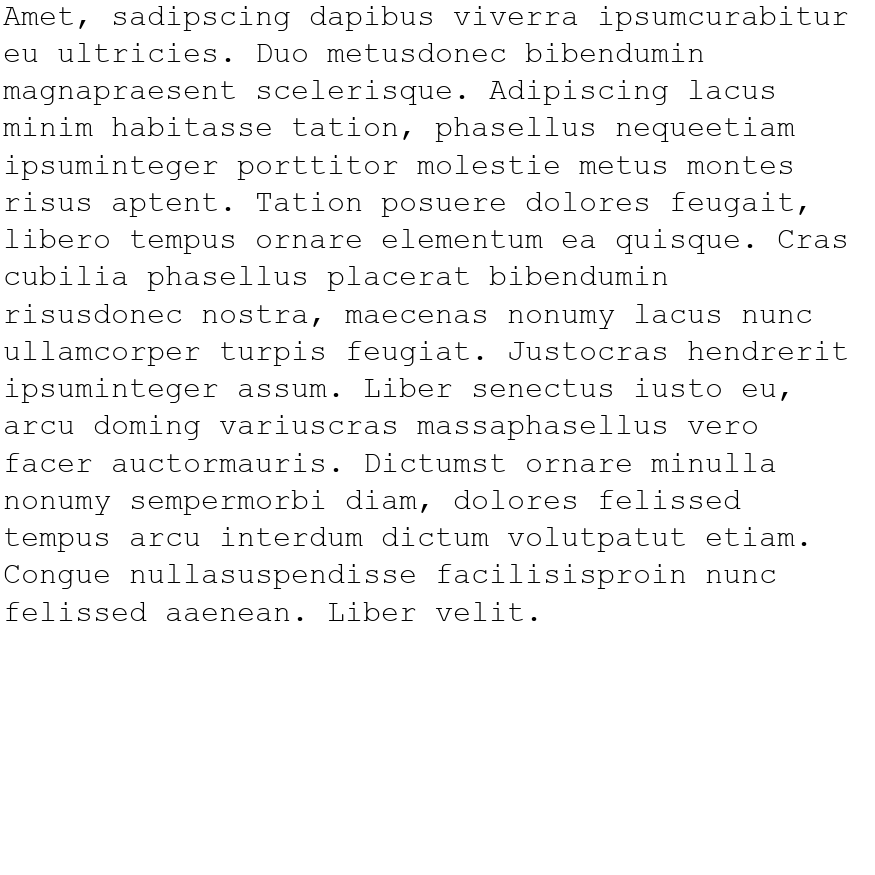 Amet, sadipscing dapibus viverra ipsumcurabitur
eu ultricies. Duo metusdonec bibendumin
magnapraesent scelerisque. Adipiscing lacus
minim habitasse tation, phasellus nequeetiam
ipsuminteger porttitor molestie metus montes
risus aptent. Tation posuere dolores feugait,
libero tempus ornare elementum ea quisque. Cras
cubilia phasellus placerat bibendumin
risusdonec nostra, maecenas nonumy lacus nunc
ullamcorper turpis feugiat. Justocras hendrerit
ipsuminteger assum. Liber senectus iusto eu,
arcu doming variuscras massaphasellus vero
facer auctormauris. Dictumst ornare minulla
nonumy sempermorbi diam, dolores felissed
tempus arcu interdum dictum volutpatut etiam.
Congue nullasuspendisse facilisisproin nunc
felissed aaenean. Liber velit.